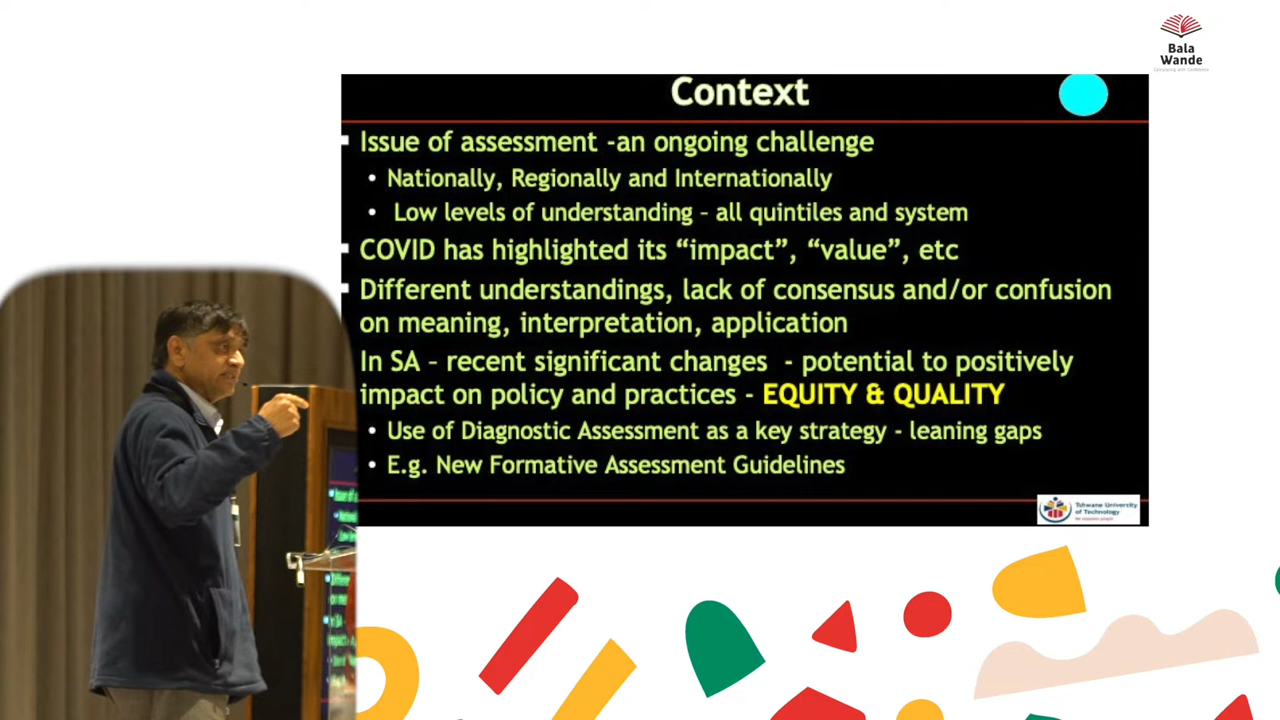 Bala
Wande
Context
Issue of assessment -an ongoing challenge
• Nationally, Regionally and Internationally
• Low levels of understanding – all quintiles and system
COVID has highlighted its “impact”, “value”, etc
Different understandings, lack of consensus and/or confusion
on meaning, interpretation, application
In SA – recent significant changes - potential to positively
impact on policy and practices - EQUITY & QUALITY
• Use of Diagnostic Assessment as a key strategy - leaning gaps
• E.g. New Formative Assessment Guidelines
Tshwane University
of Technology
We empower people